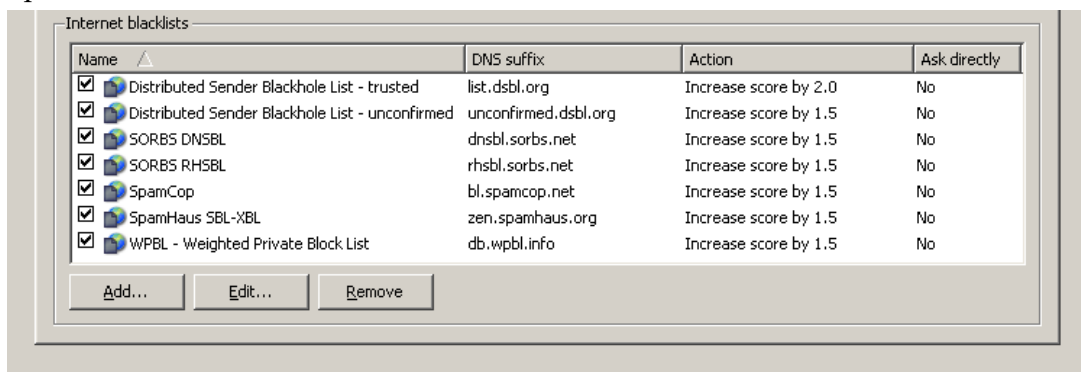 Internet blacklists
Name DNS suffix Action Ask directly
Distributed Sender Blackhole List - trusted list.dsbl.org Increase score by 2.0 No
Distributed Sender Blackhole List - unconfirmed unconfirmed.dsbl.org Increase score by 1.5 No
SORBS DNSBL dnsbl.sorbs.net Increase score by 1.5 No
SORBS RHSBL rhsbl.sorbs.net Increase score by 1.5 No
SpamCop bl.spamcop.net Increase score by 1.5 No
SpamHaus SBL-XBL zen.spamhaus.org Increase score by 1.5 No
WPBL - Weighted Private Block List db.wpbl.info Increase score by 1.5 No
Add... Edit... Remove